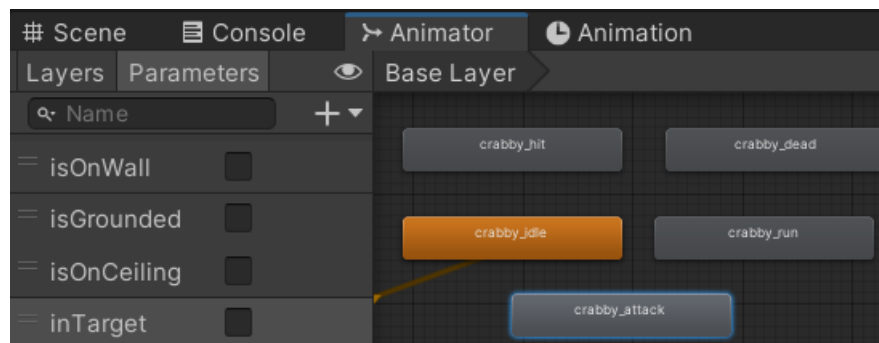 Scene Console Animator Animation
Layers Parameters Base Layer
Name
isOnWall
isGrounded
isOnCeiling
inTarget
crabby_hit crabby_dead
crabby_idle crabby_run
crabby_attack